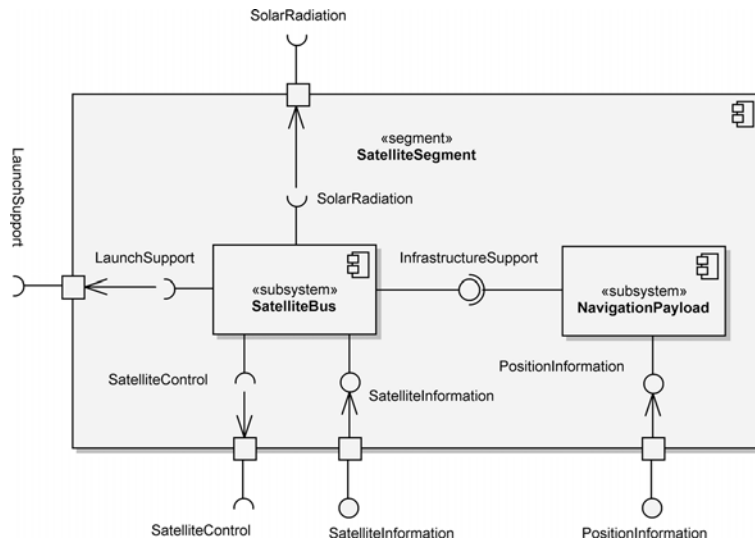 SolarRadiation
«segment»
SatelliteSegment
LaunchSupport
SolarRadiation
LaunchSupport
InfrastructureSupport
«subsystem»
SatelliteBus
«subsystem»
NavigationPayload
SatelliteControl
SatelliteInformation
PositionInformation
SatelliteControl
SatelliteInformation
PositionInformation